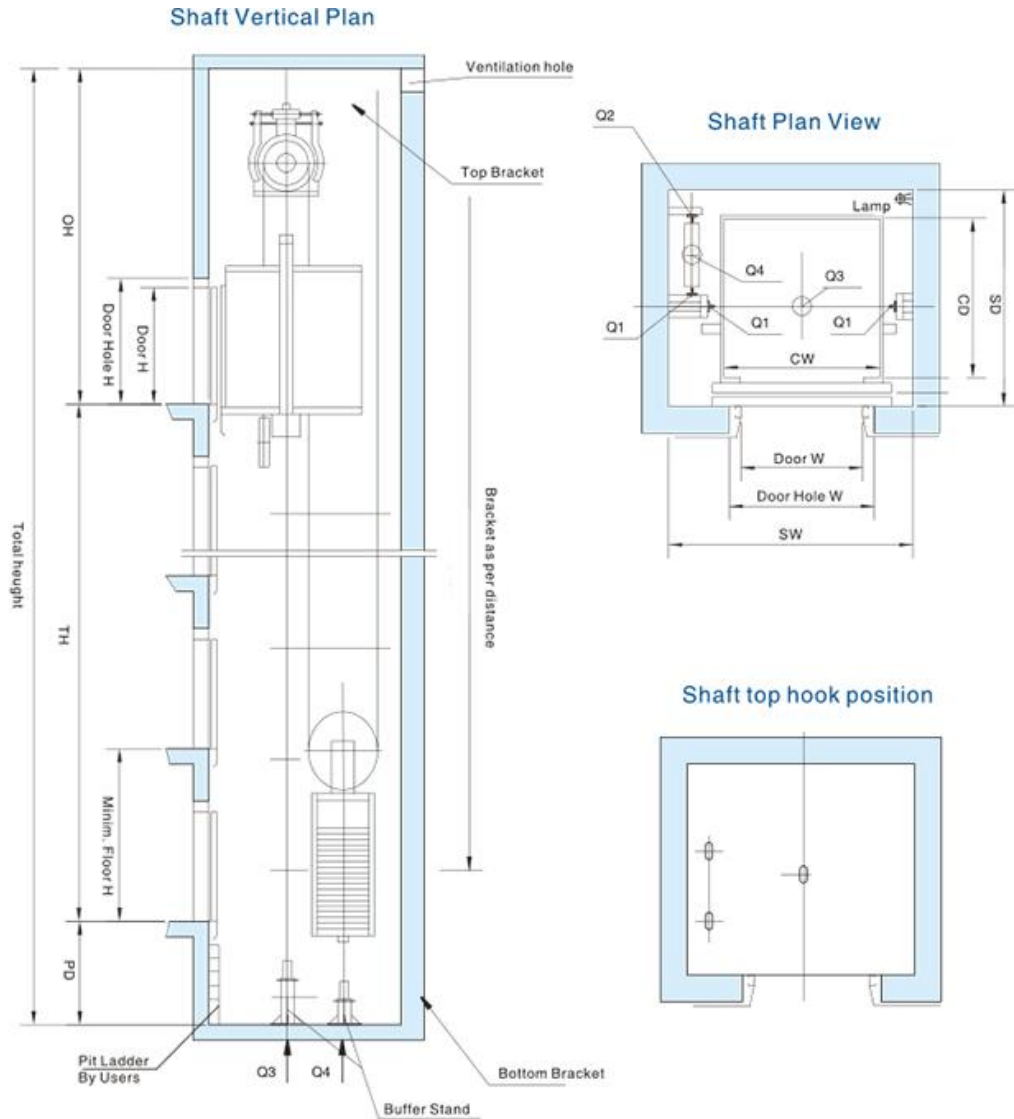 Shaft Vertical Plan
Ventilation hole
Top Bracket
OH
Door Hole H
Door H
Total heught
TH
Bracket as per distance
Minim. Floor H
PD
Pit Ladder
By Users
Q3
Q4
Buffer Stand
Bottom Bracket
Shaft Plan View
Q2
Lamp
Q4
Q3
Q1
Q1
Q1
CW
CD
SD
Door W
Door Hole W
SW
Shaft top hook position